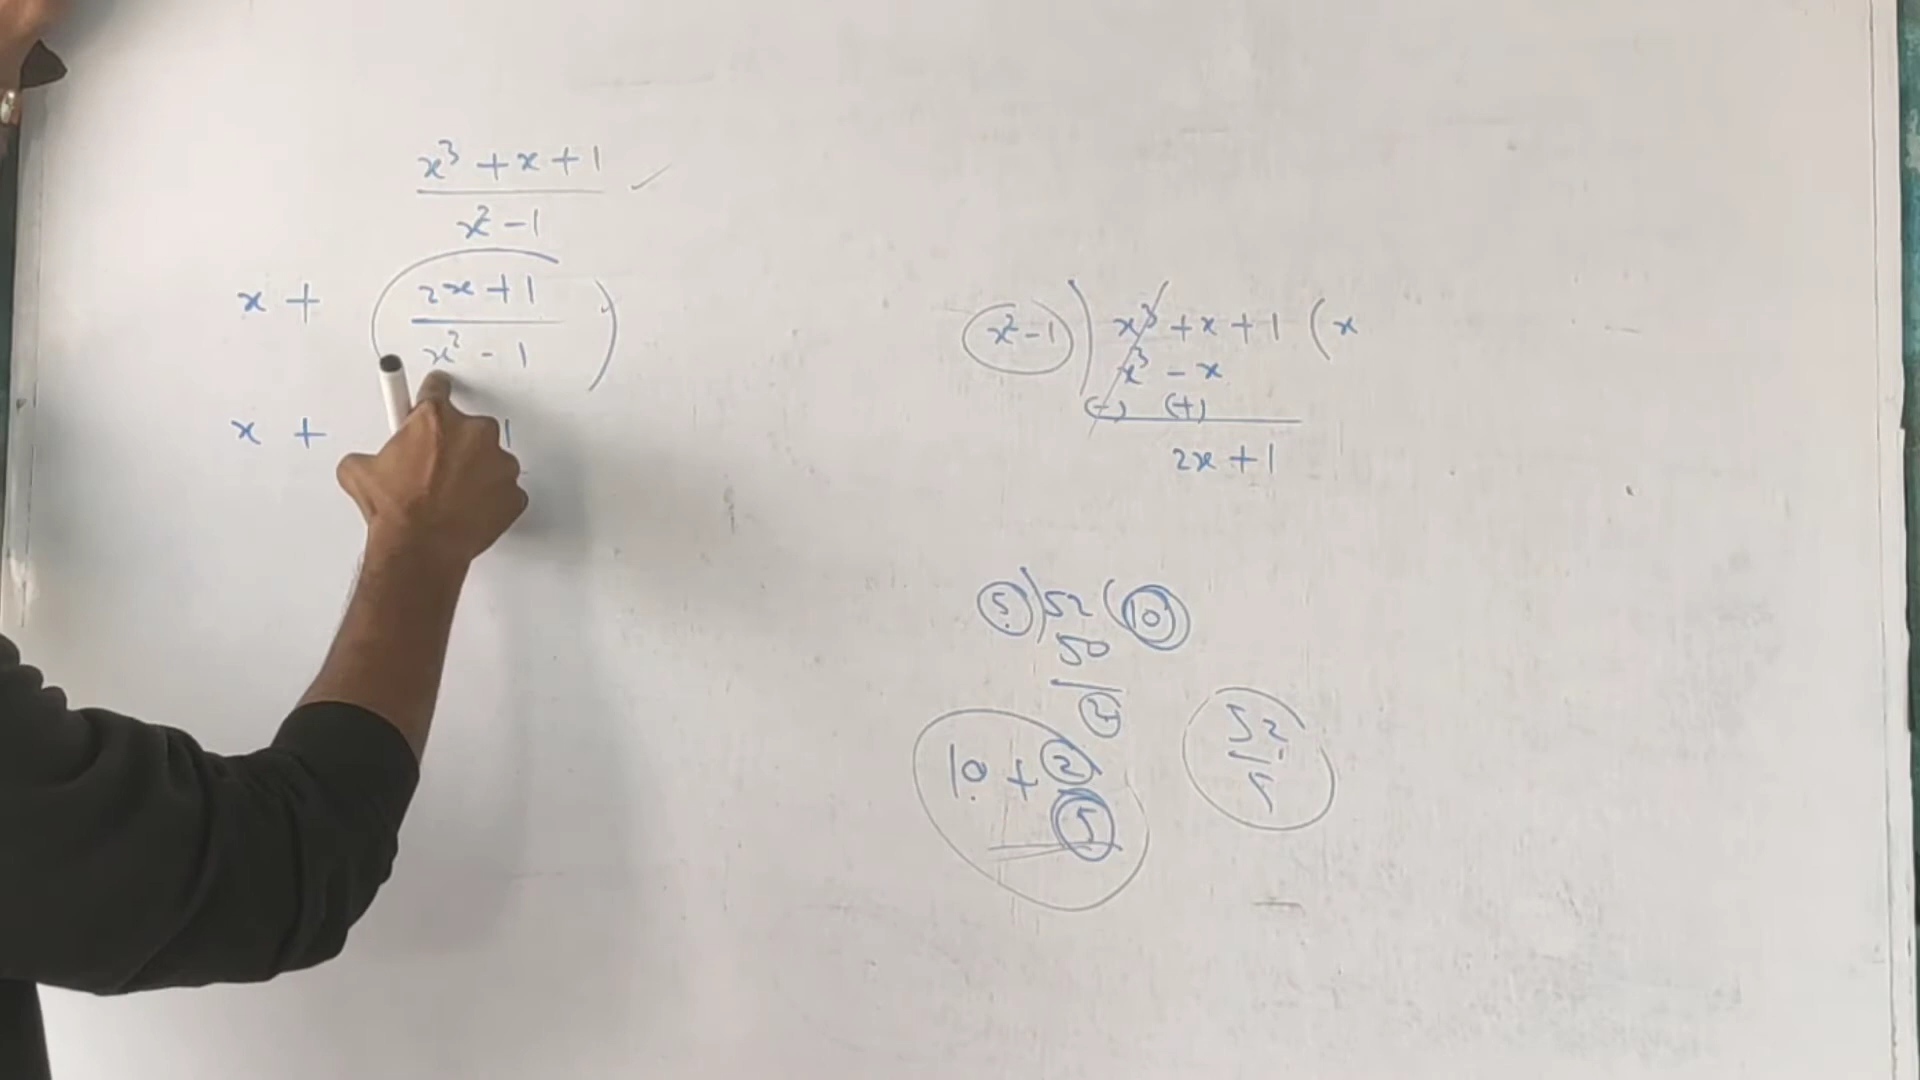 x³ + x + 1
x² - 1
x + ( 2x + 1
x² - 1 )
x + 1
x² - 1 ) x³ + x + 1 ( x
x³ - x
(-) (+)
2x + 1
5 ) 52 ( 10
50
2
10 + 2
5
52
5